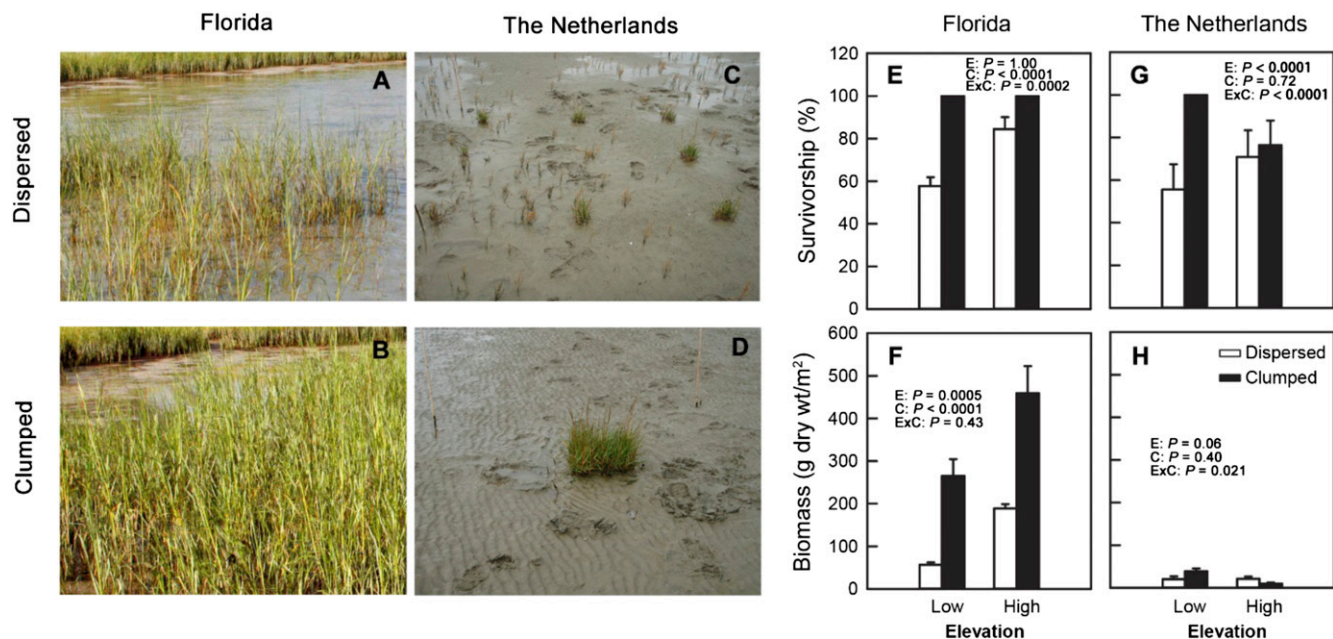 Florida
The Netherlands
Dispersed
Clumped
A
C
B
D
Florida
The Netherlands
Survivorship (%)
120
100
80
60
40
20
0
E
E: P = 1.00
C: P < 0.0001
ExC: P = 0.0002
G
E: P < 0.0001
C: P = 0.72
ExC: P < 0.0001
Biomass (g dry wt/m²)
600
500
400
300
200
100
0
F
E: P = 0.0005
C: P < 0.0001
ExC: P = 0.43
H
Dispersed
Clumped
E: P = 0.06
C: P = 0.40
ExC: P = 0.021
Low
High
Elevation
Low
High
Elevation